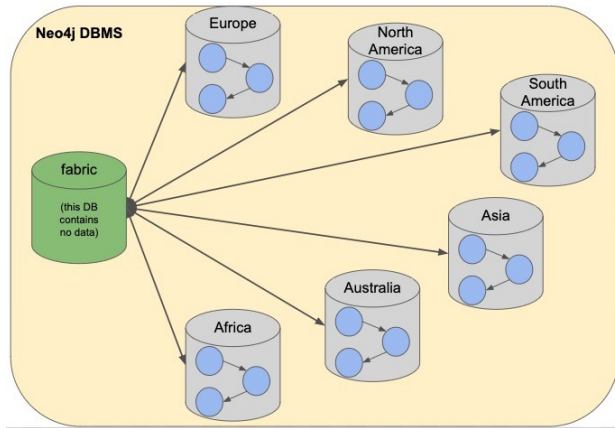 Neo4j DBMS
Europe
North
America
South
America
fabric
(this DB
contains
no data)
Asia
Australia
Africa